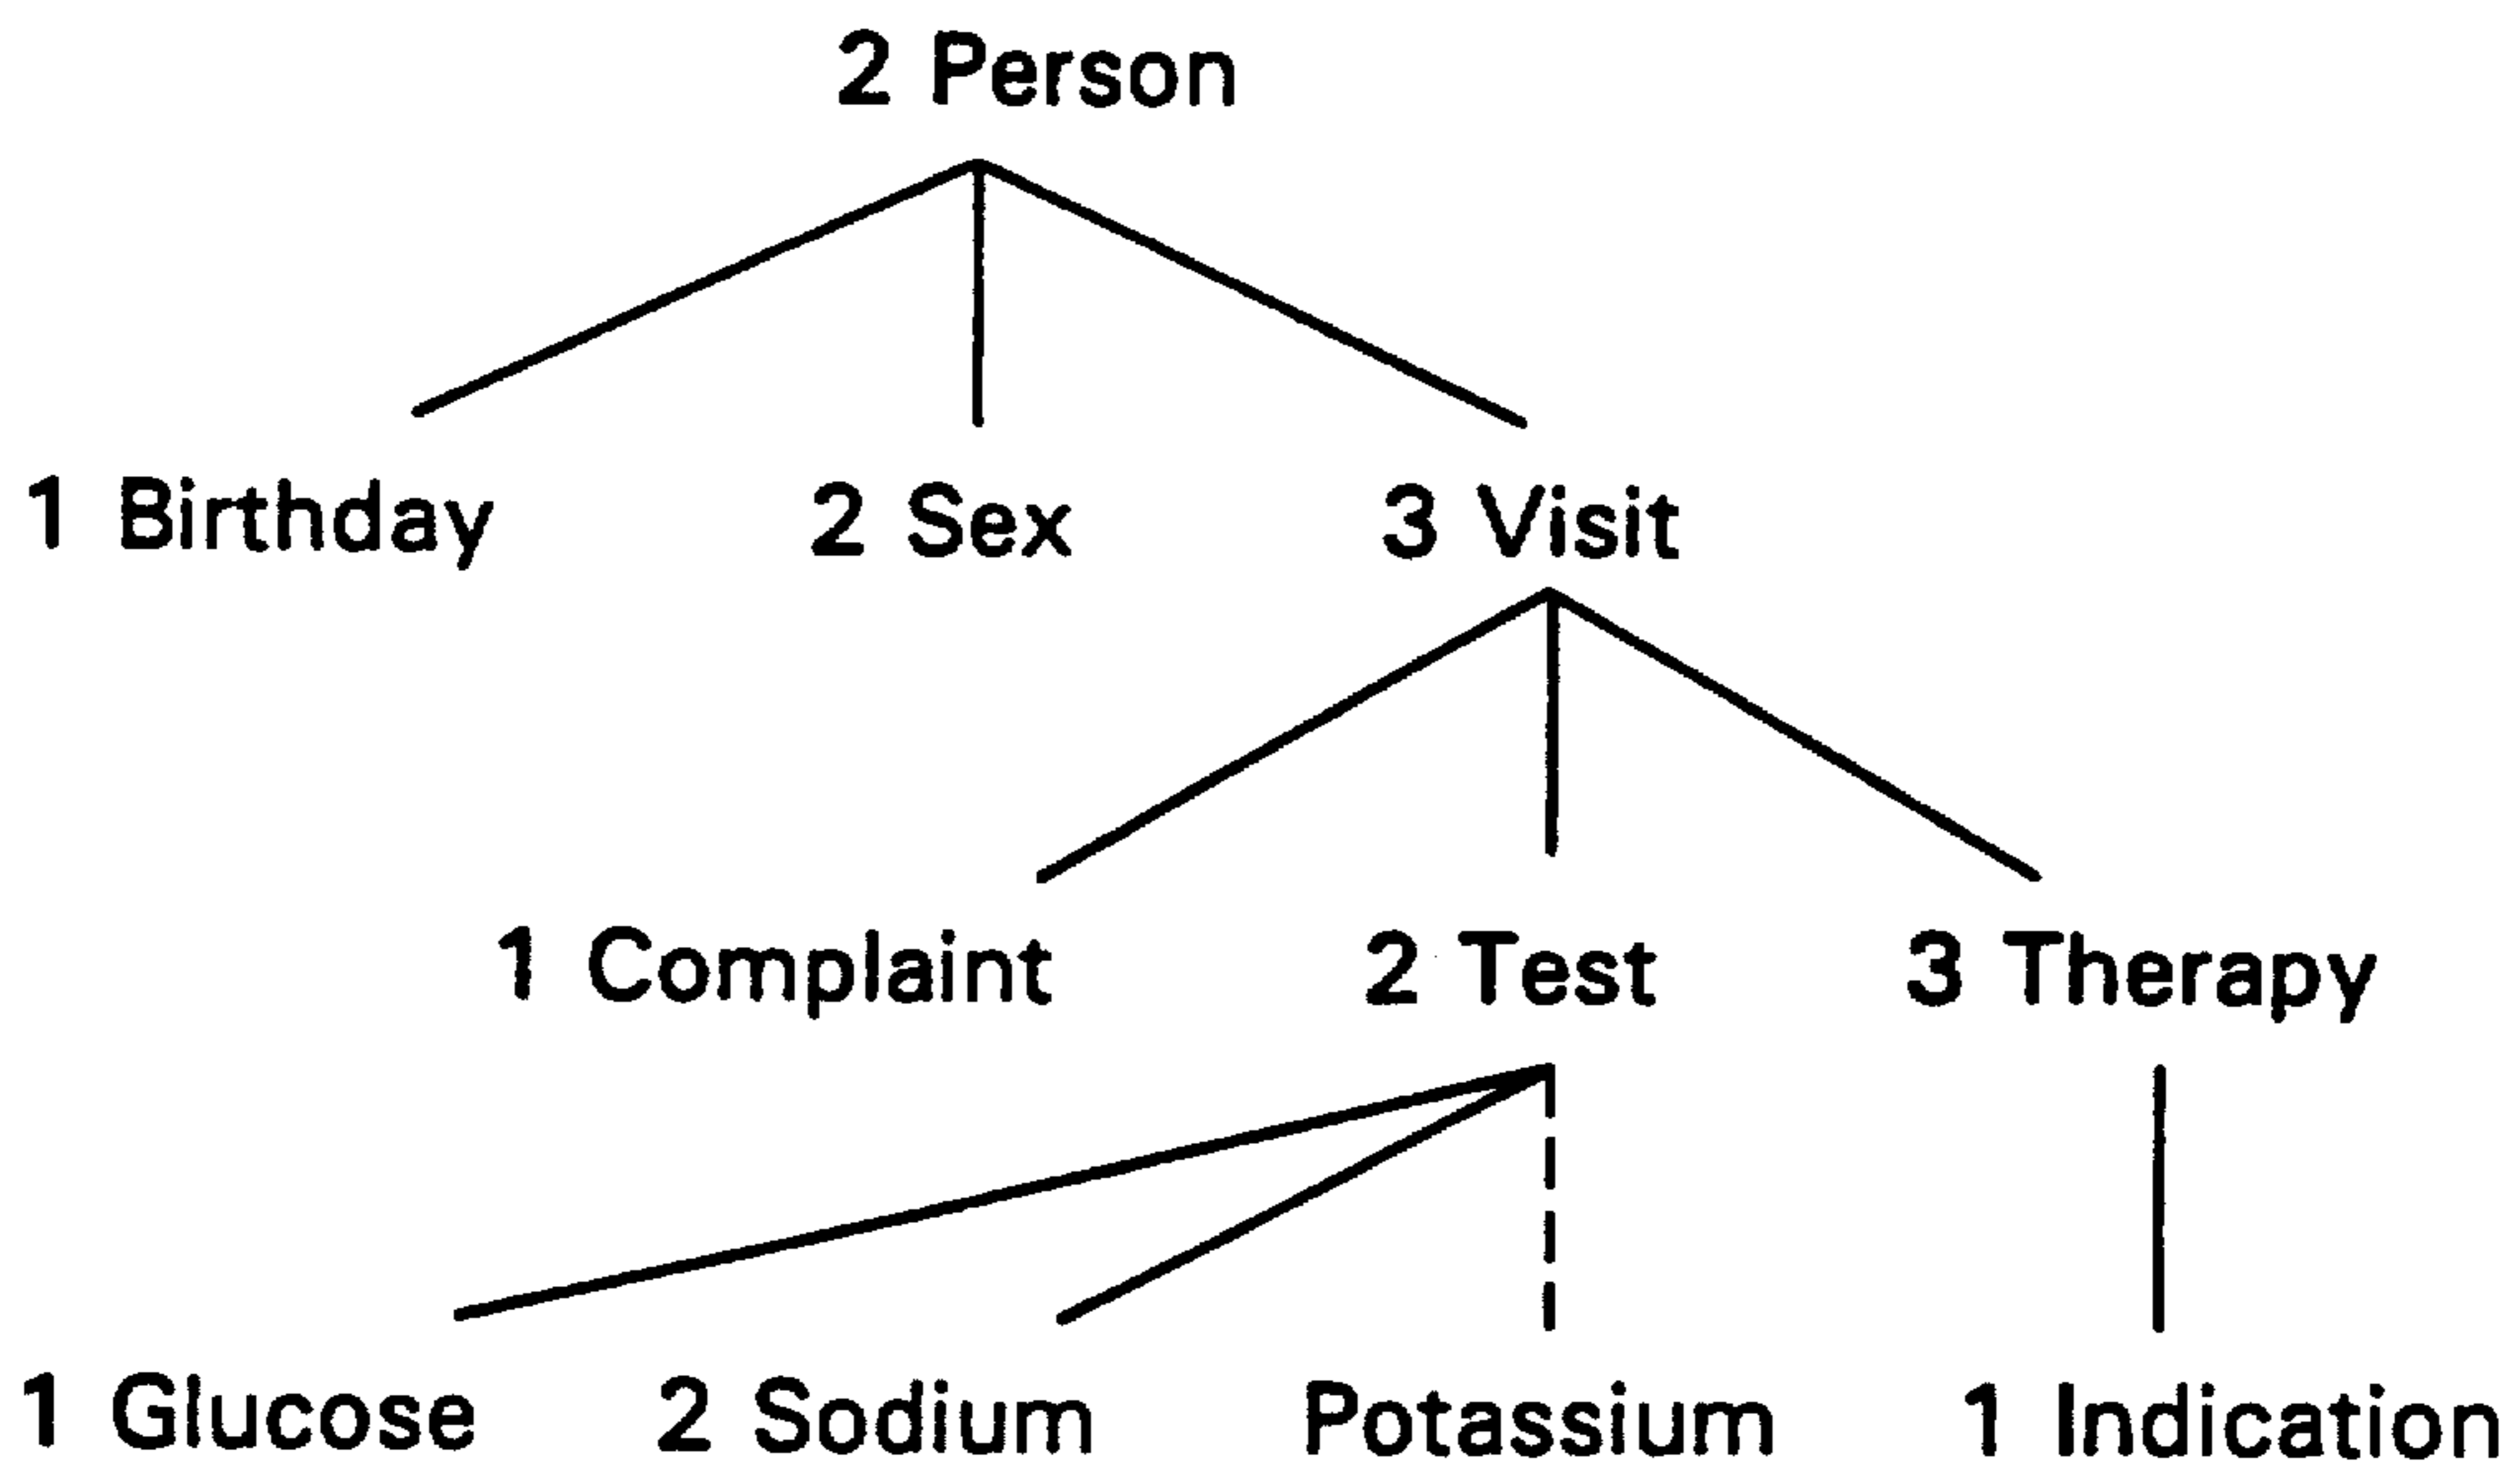 2 Person
1 Birthday 2 Sex 3 Visit
1 Complaint 2 Test 3 Therapy
1 Glucose 2 Sodium Potassium 1 Indication